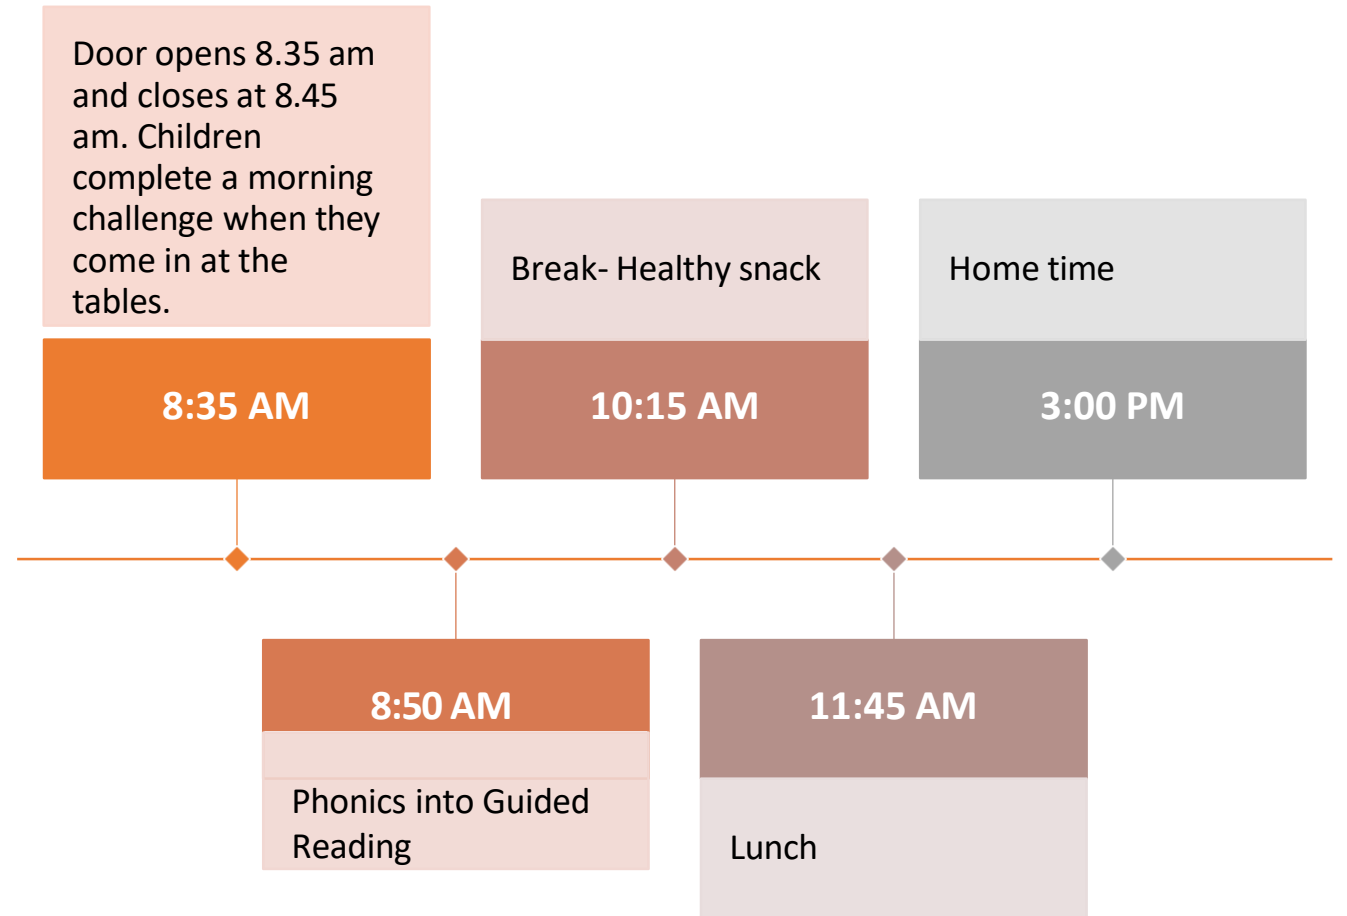 Door opens 8.35 am
and closes at 8.45
am. Children
complete a morning
challenge when they
come in at the
tables.
8:35 AM
8:50 AM
Phonics into Guided
Reading
Break- Healthy snack
10:15 AM
11:45 AM
Lunch
Home time
3:00 PM